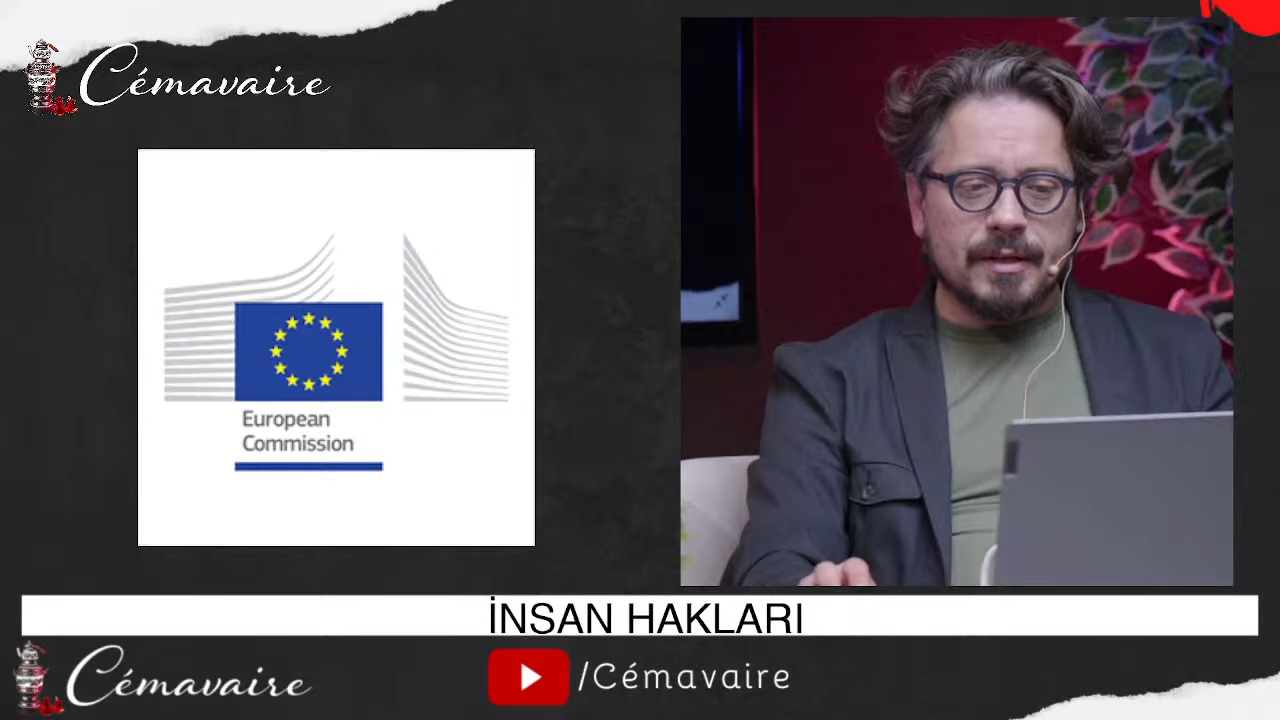 Cémavaire
European
Commission
İNSAN HAKLARI
Cémavaire
/Cémavaire